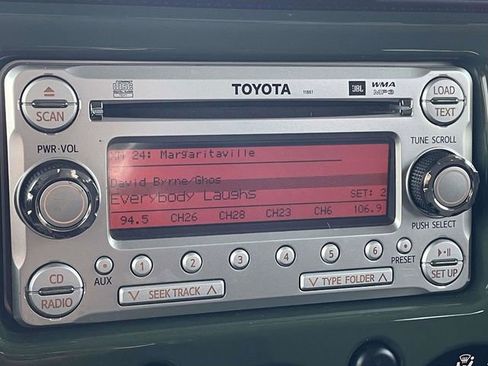 TOYOTA 11861
JBL WMA
MP3
SCAN
LOAD
TEXT
PWR·VOL
TUNE SCROLL
XM 24: Margaritaville
David Byrne/Ghos
Everybody Laughs SET: 2
94.5 CH26 CH28 CH23 CH6 106.9
PUSH SELECT
CD
RADIO
AUX
1 2 3 4 5 6
PRESET
SEEK TRACK
TYPE FOLDER
SET UP